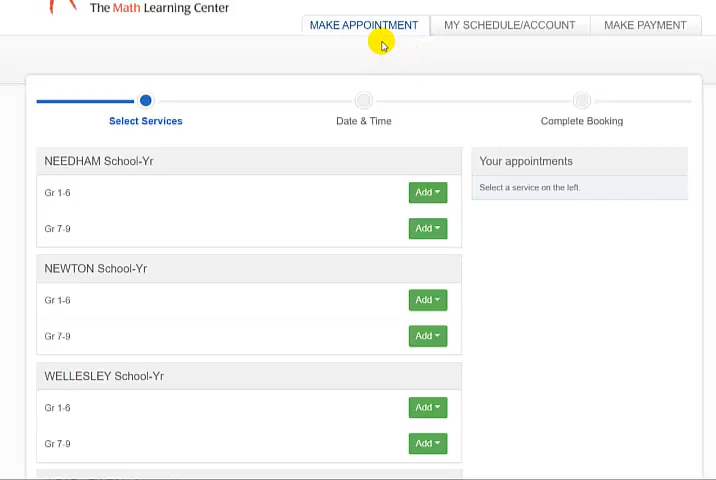 The Math Learning Center
MAKE APPOINTMENT MY SCHEDULE/ACCOUNT MAKE PAYMENT
Select Services Date & Time Complete Booking
NEEDHAM School-Yr
Gr 1-6 Add
Gr 7-9 Add
NEWTON School-Yr
Gr 1-6 Add
Gr 7-9 Add
WELLESLEY School-Yr
Gr 1-6 Add
Gr 7-9 Add
Your appointments
Select a service on the left.